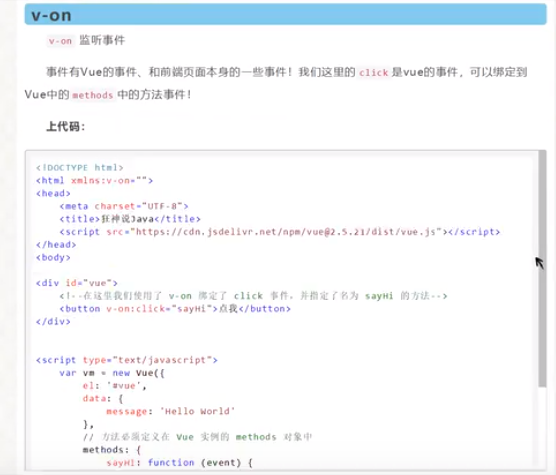 v-on
v-on 监听事件
事件有Vue的事件、和前端页面本身的一些事件！我们这里的 click 是vue的事件，可以绑定到
Vue中的 methods 中的方法事件！
上代码：
<!DOCTYPE html>
<html xmlns:v-on="">
<head>
    <meta charset="UTF-8">
    <title>狂神说Java</title>
    <script src="https://cdn.jsdelivr.net/npm/vue@2.5.21/dist/vue.js"></script>
</head>
<body>
<div id="vue">
    <!--在这里我们使用了 v-on 绑定了 click 事件，并指定了名为 sayHi 的方法-->
    <button v-on:click="sayHi">点我</button>
</div>
<script type="text/javascript">
    var vm = new Vue({
        el: '#vue',
        data: {
            message: 'Hello World'
        },
        // 方法必须定义在 Vue 实例的 methods 对象中
        methods: {
            sayHi: function (event) {